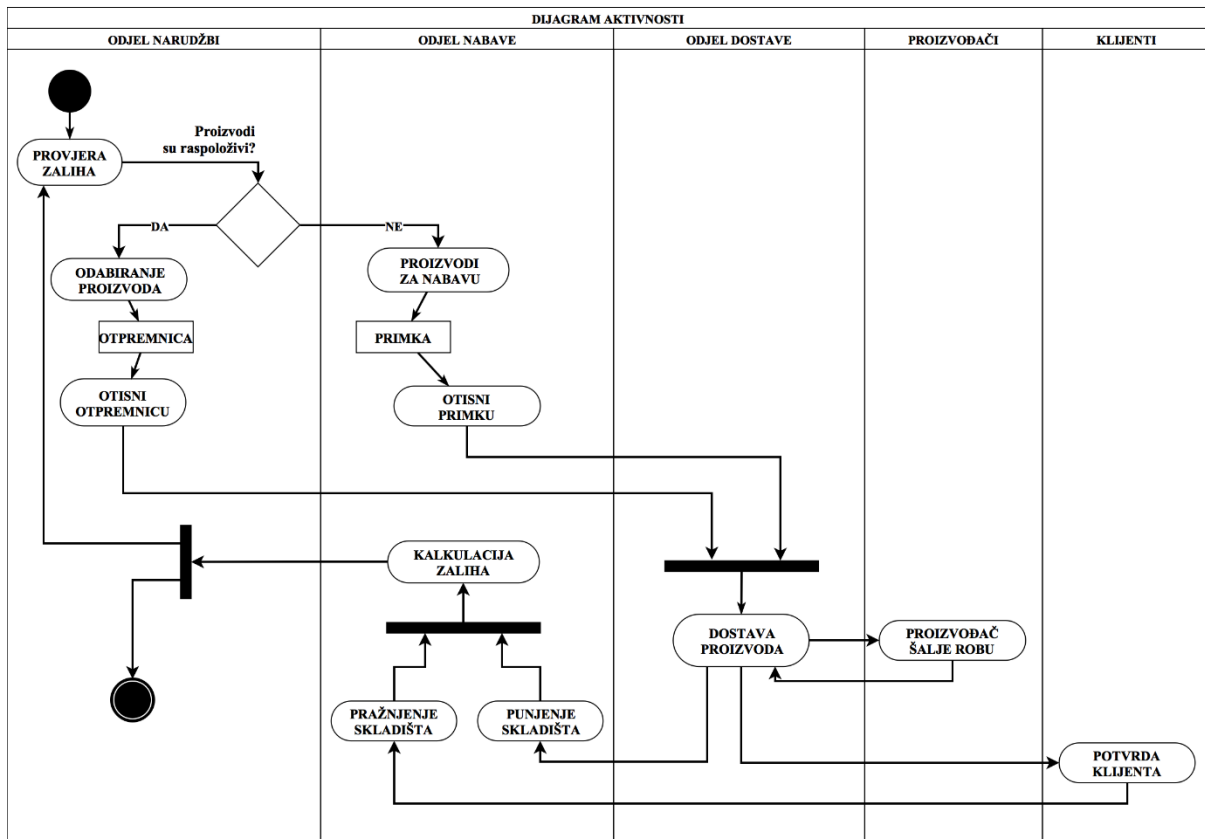 DIJAGRAM AKTIVNOSTI
ODJEL NARUDŽBI
ODJEL NABAVE
ODJEL DOSTAVE
PROIZVOĐAČI
KLIJENTI
Proizvodi
su raspoloživi?
PROVJERA
ZALIHA
DA
NE
ODABIRANJE
PROIZVODA
PROIZVODI
ZA NABAVU
OTPREMNICA
PRIMKA
OTISNI
OTPREMNICU
OTISNI
PRIMKU
KALKULACIJA
ZALIHA
DOSTAVA
PROIZVODA
PROIZVOĐAČ
ŠALJE ROBU
PRAŽNJENJE
SKLADIŠTA
PUNJENJE
SKLADIŠTA
POTVRDA
KLIJENTA